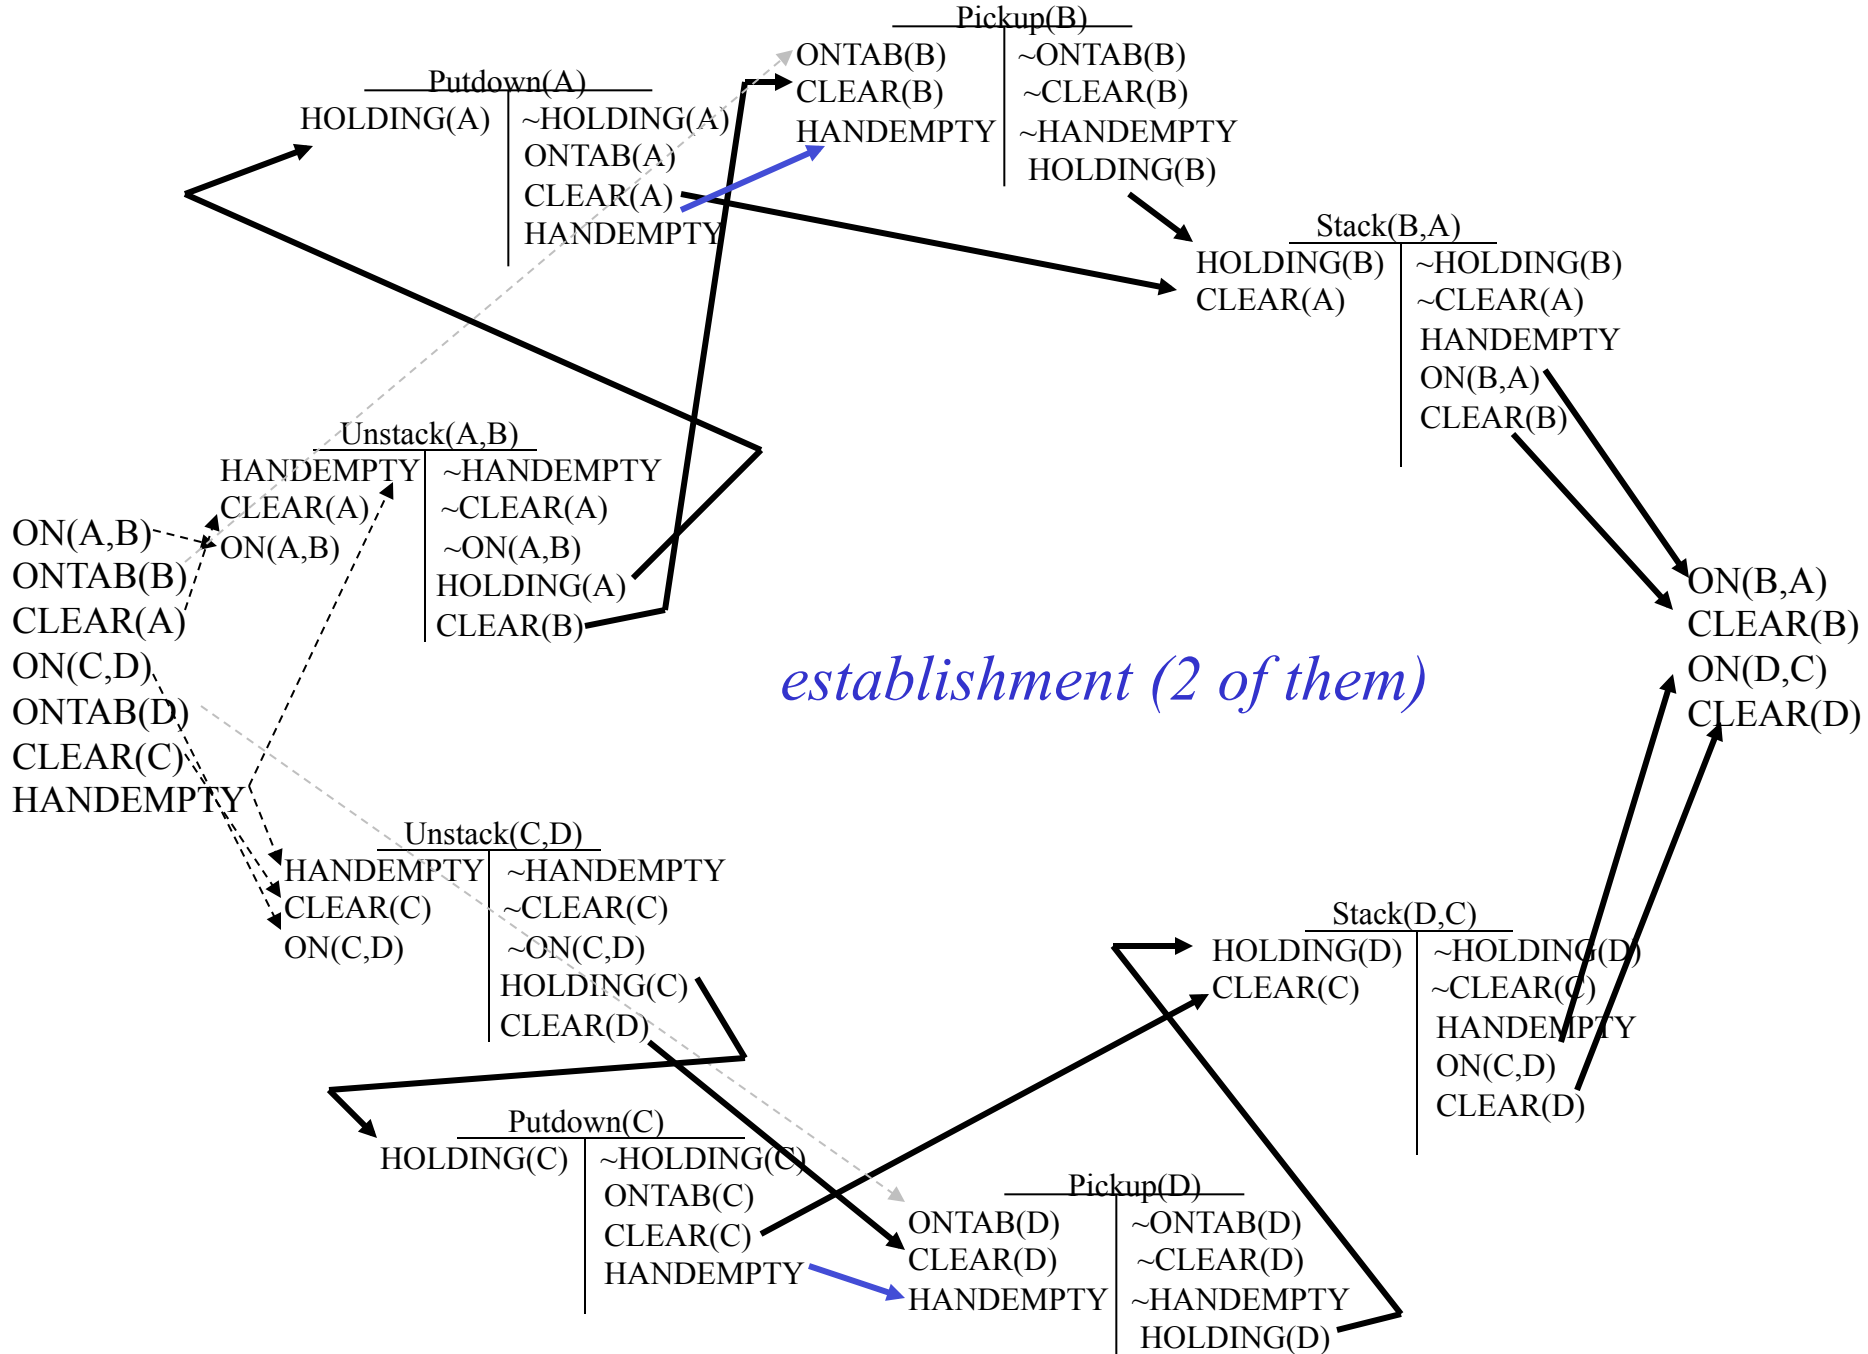 Pickup(B)
ONTAB(B) ~ONTAB(B)
CLEAR(B) ~CLEAR(B)
HANDEMPTY ~HANDEMPTY
HOLDING(B)
Putdown(A)
HOLDING(A) ~HOLDING(A)
ONTAB(A)
CLEAR(A)
HANDEMPTY
Stack(B,A)
HOLDING(B) ~HOLDING(B)
CLEAR(A) ~CLEAR(A)
HANDEMPTY
ON(B,A)
CLEAR(B)
Unstack(A,B)
HANDEMPTY ~HANDEMPTY
CLEAR(A) ~CLEAR(A)
ON(A,B) ~ON(A,B)
HOLDING(A)
CLEAR(B)
ON(A,B)
ONTAB(B)
CLEAR(A)
ON(C,D)
ONTAB(D)
CLEAR(C)
HANDEMPTY
establishment (2 of them)
ON(B,A)
CLEAR(B)
ON(D,C)
CLEAR(D)
Unstack(C,D)
HANDEMPTY ~HANDEMPTY
CLEAR(C) ~CLEAR(C)
ON(C,D) ~ON(C,D)
HOLDING(C)
CLEAR(D)
Stack(D,C)
HOLDING(D) ~HOLDING(D)
CLEAR(C) ~CLEAR(C)
HANDEMPTY
ON(C,D)
CLEAR(D)
Putdown(C)
HOLDING(C) ~HOLDING(C)
ONTAB(C)
CLEAR(C)
HANDEMPTY
Pickup(D)
ONTAB(D) ~ONTAB(D)
CLEAR(D) ~CLEAR(D)
HANDEMPTY ~HANDEMPTY
HOLDING(D)